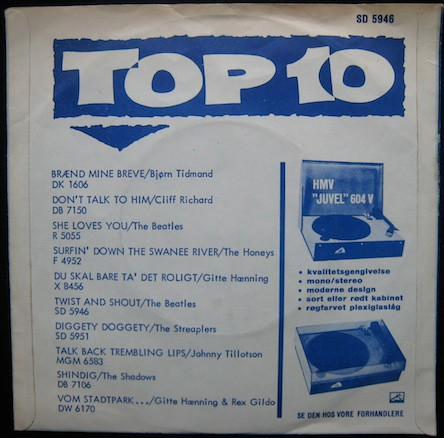 SD 5946
TOP 10
BRÆND MINE BREVE/Bjørn Tidmand
DK 1606
DON'T TALK TO HIM/Cliff Richard
DB 7150
SHE LOVES YOU/The Beatles
R 5055
SURFIN' DOWN THE SWANEE RIVER/The Honeys
F 4952
DU SKAL BARE TA' DET ROLIGT/Gitte Hænning
X 8456
TWIST AND SHOUT/The Beatles
SD 5946
DIGGETY DOGGETY/The Streaplers
SD 5951
TALK BACK TREMBLING LIPS/Johnny Tillotson
MGM 6583
SHINDIG/The Shadows
DB 7106
VOM STADTPARK.../Gitte Hænning & Rex Gildo
DW 6170
HMV
"JUVEL" 604 V
• kvalitetsgengivelse
• mono/stereo
• moderne design
• sort eller rødt kabinet
• røgfarvet plexiglaslåg
SE DEN HOS VORE FORHANDLERE